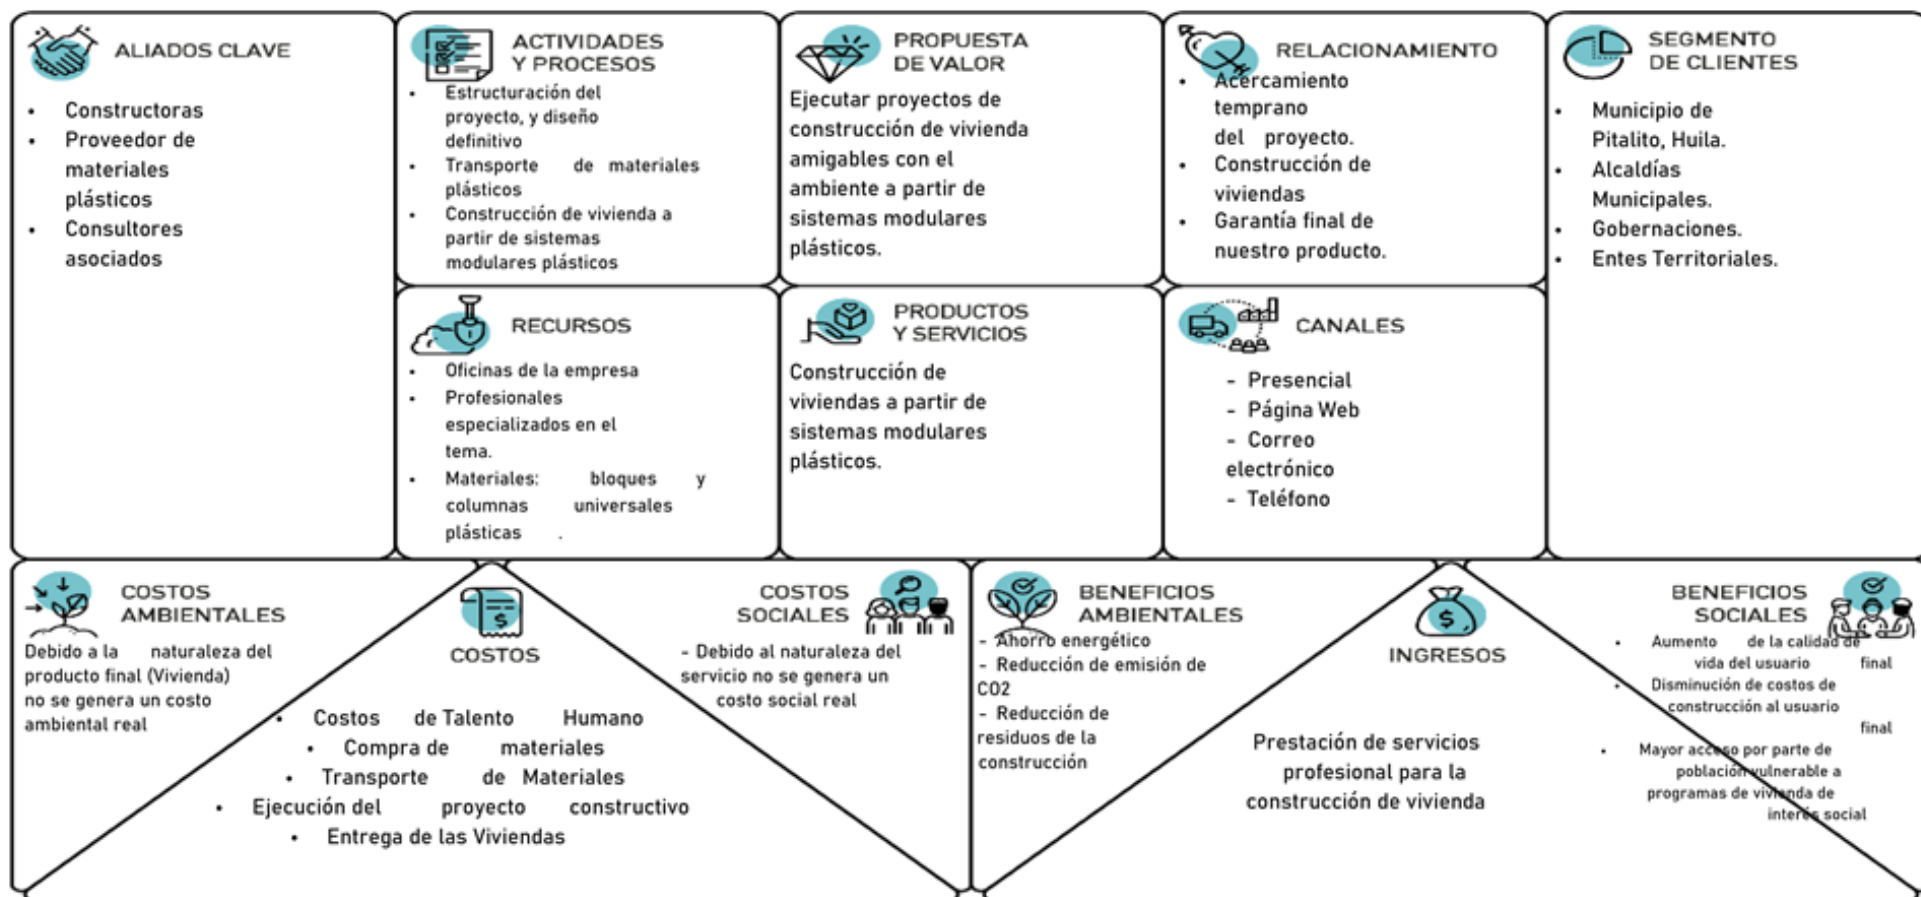 ALIADOS CLAVE
• Constructoras
• Proveedor de
materiales
plásticos
• Consultores
asociados
ACTIVIDADES
Y PROCESOS
• Estructuración del
proyecto, y diseño
definitivo
• Transporte de materiales
plásticos
• Construcción de vivienda a
partir de sistemas
modulares plásticos
RECURSOS
• Oficinas de la empresa
• Profesionales
especializados en el
tema.
• Materiales: bloques y
columnas universales
plásticas .
PROPUESTA
DE VALOR
Ejecutar proyectos de
construcción de vivienda
amigables con el
ambiente a partir de
sistemas modulares
plásticos.
PRODUCTOS
Y SERVICIOS
Construcción de
viviendas a partir de
sistemas modulares
plásticos.
RELACIONAMIENTO
• Acercamiento
temprano
del proyecto.
• Construcción de
viviendas
• Garantía final de
nuestro producto.
CANALES
- Presencial
- Página Web
- Correo
electrónico
- Teléfono
SEGMENTO
DE CLIENTES
• Municipio de
Pitalito, Huila.
• Alcaldías
Municipales.
• Gobernaciones.
• Entes Territoriales.
COSTOS
AMBIENTALES
Debido a la naturaleza del
producto final (Vivienda)
no se genera un costo
ambiental real
$
COSTOS
• Costos de Talento Humano
• Compra de materiales
• Transporte de Materiales
• Ejecución del proyecto constructivo
• Entrega de las Viviendas
COSTOS
SOCIALES
- Debido al naturaleza del
servicio no se genera un
costo social real
BENEFICIOS
AMBIENTALES
- Ahorro energético
- Reducción de emisión de
CO2
- Reducción de
residuos de la
construcción
$
INGRESOS
Prestación de servicios
profesional para la
construcción de vivienda
BENEFICIOS
SOCIALES
• Aumento de la calidad de
vida del usuario final
• Disminución de costos de
construcción al usuario
final
• Mayor acceso por parte de
población vulnerable a
programas de vivienda de
interés social